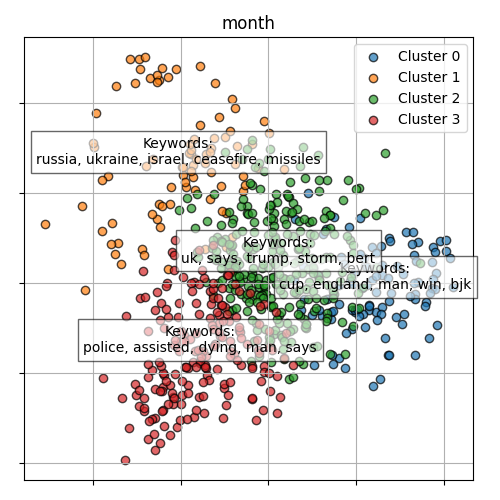 month
Cluster 0
Cluster 1
Cluster 2
Cluster 3
Keywords:
russia, ukraine, israel, ceasefire, missiles
Keywords:
uk, says, trump, storm, bert
Keywords:
cup, england, man, win, bjk
Keywords:
police, assisted, dying, man, says